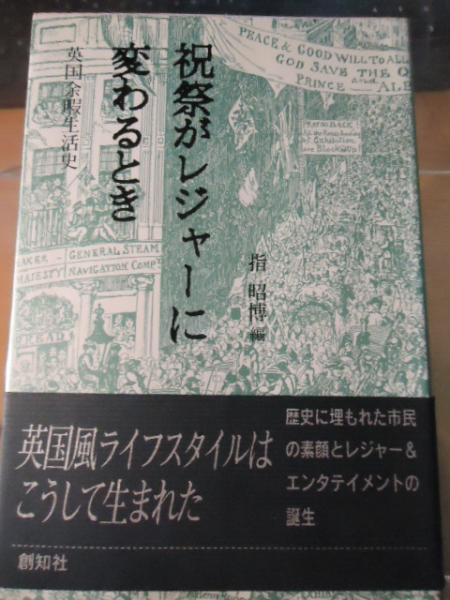 祝祭がレジャーに
変わるとき
英国余暇生活史
指 昭博 編
PEACE & GOOD WILL TO ALL
GOD SAVE THE Q
PRINCE and ALE
GENERAL STEAM
MAJESTY NAVIGATION COMP
英国風ライフスタイルは
こうして生まれた
歴史に埋もれた市民
の素顔とレジャー&
エンタテイメントの
誕生
創知社